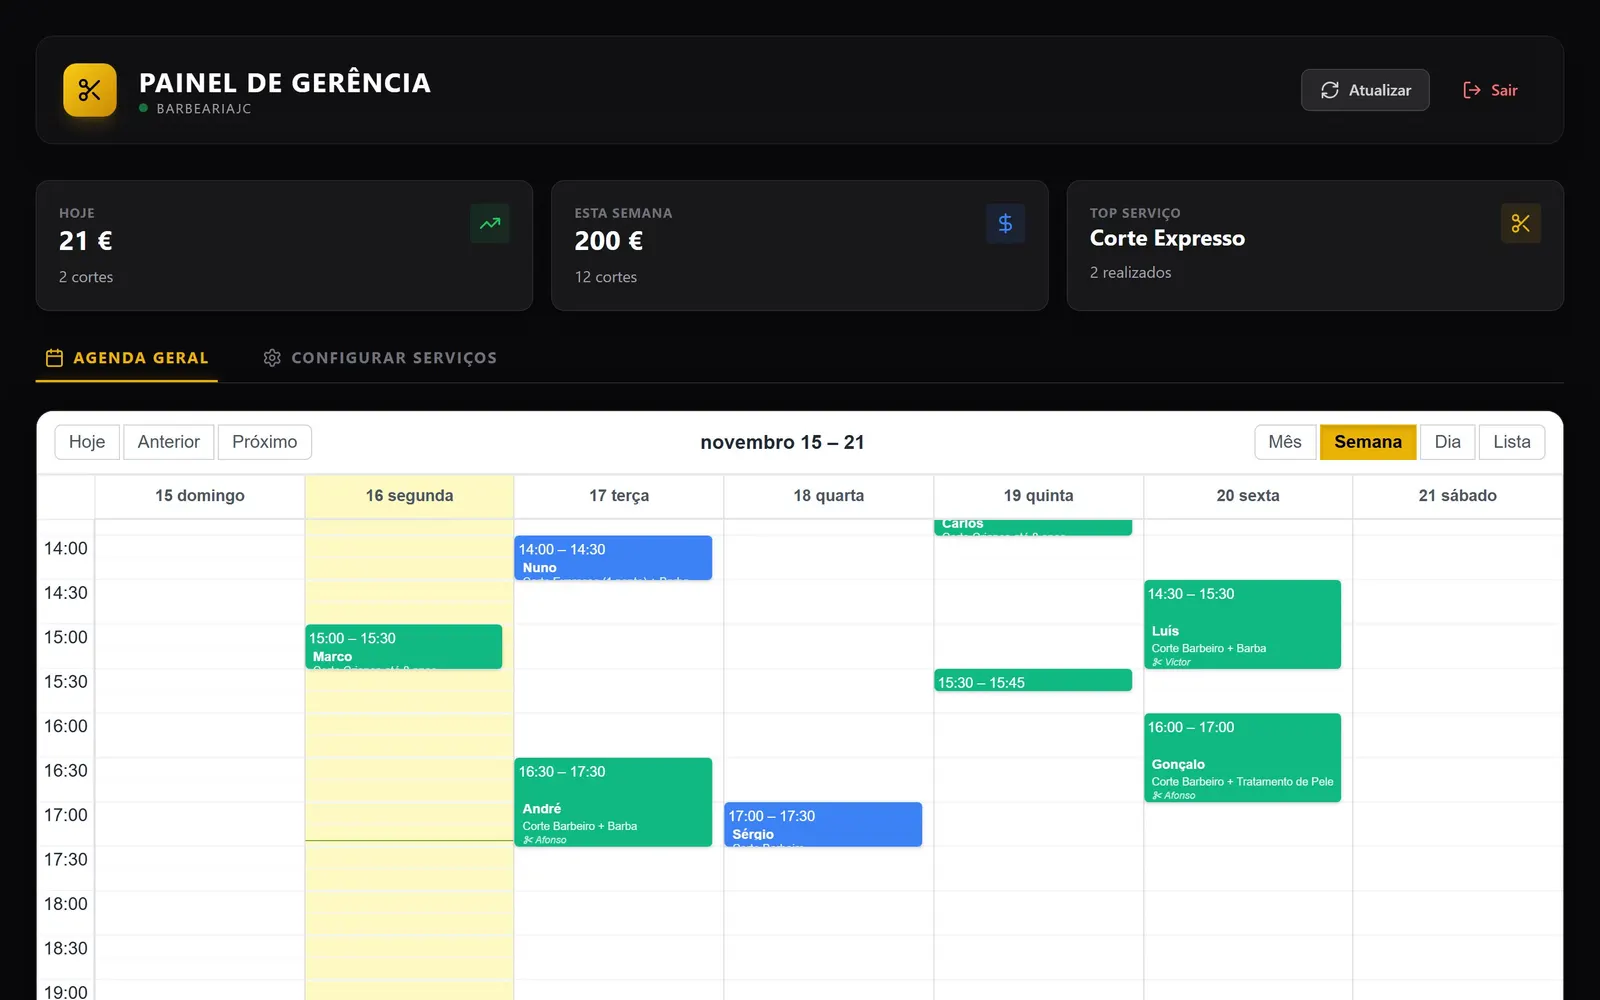 PAINEL DE GERÊNCIA
BARBEARIAJC
Atualizar
Sair
HOJE
21 €
2 cortes
ESTA SEMANA
200 €
12 cortes
TOP SERVIÇO
Corte Expresso
2 realizados
AGENDA GERAL
CONFIGURAR SERVIÇOS
Hoje
Anterior
Próximo
novembro 15 – 21
Mês
Semana
Dia
Lista
15 domingo
16 segunda
17 terça
18 quarta
19 quinta
20 sexta
21 sábado
14:00
14:30
15:00
15:30
16:00
16:30
17:00
17:30
18:00
18:30
19:00
15:00 – 15:30
Marco
14:00 – 14:30
Nuno
16:30 – 17:30
André
Corte Barbeiro + Barba
Afonso
17:00 – 17:30
Sérgio
Carlos
15:30 – 15:45
14:30 – 15:30
Luís
Corte Barbeiro + Barba
Victor
16:00 – 17:00
Gonçalo
Corte Barbeiro + Tratamento de Pele
Afonso